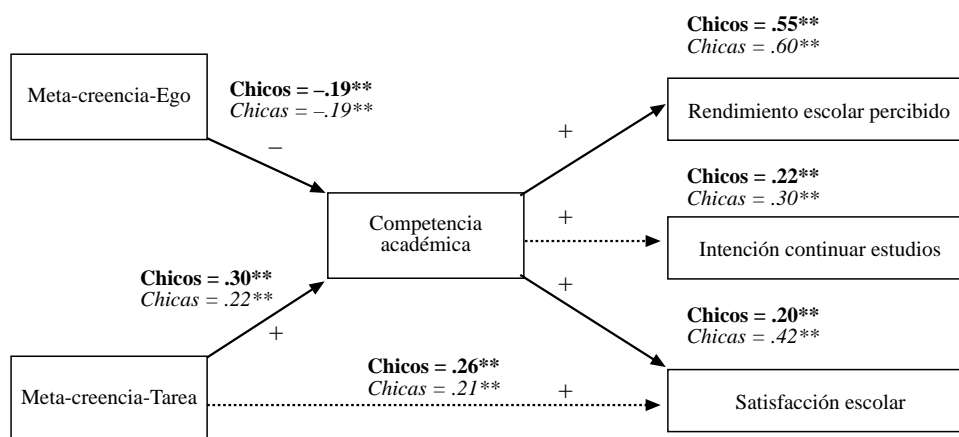 Chicos = .55**
Chicas = .60**
Meta-creencia-Ego
Chicos = –.19**
Chicas = –.19**
Rendimiento escolar percibido
+
–
Chicos = .22**
Chicas = .30**
Competencia
académica
+
Intención continuar estudios
Chicos = .30**
Chicas = .22**
+
+
Chicos = .20**
Chicas = .42**
Meta-creencia-Tarea
Chicos = .26**
Chicas = .21**
+
Satisfacción escolar